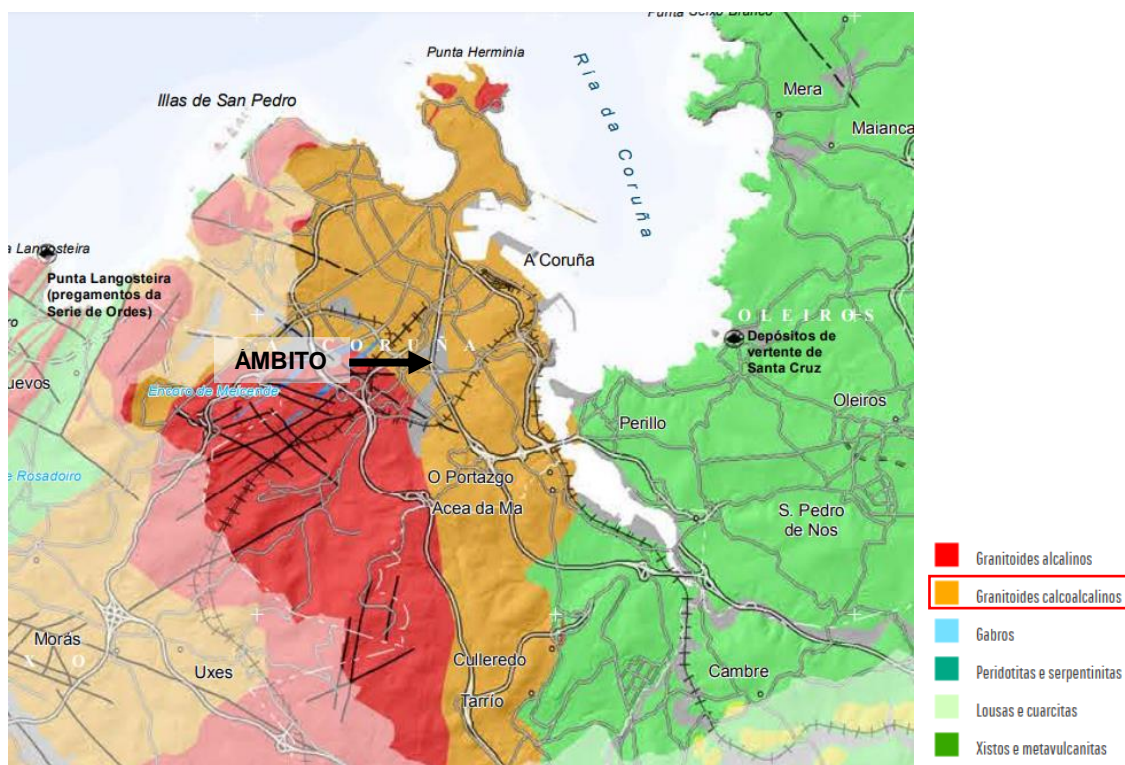 Punta Seixo Branco
Punta Herminia
Ría da Coruña
Mera
Illas de San Pedro
Maianca
Langosteira
A Coruña
Punta Langosteira
(pregamentos da
Serie de Ordes)
OLEIROS
Depósitos de
vertente de
Santa Cruz
A CORUÑA
ÁMBITO
Encoro de Meicende
Oleiros
Perillo
Rosadoiro
O Portazgo
Acea da Ma
S. Pedro
de Nos
Granitoides alcalinos
Granitoides calcoalcalinos
Gabros
Morás
Uxes
Culleredo
Cambre
Peridotitas e serpentinitas
Tarrío
Lousas e cuarcitas
Xistos e metavulcanitas